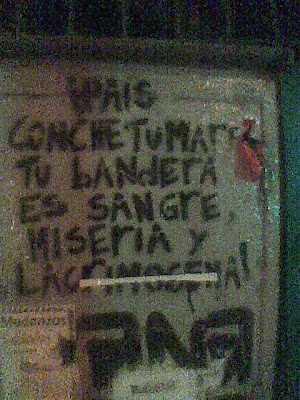 ¡PAIS
CONCHETUMARE
TU bANdERA
ES SANGRE,
MISERIA Y
LACRIMOGENA!